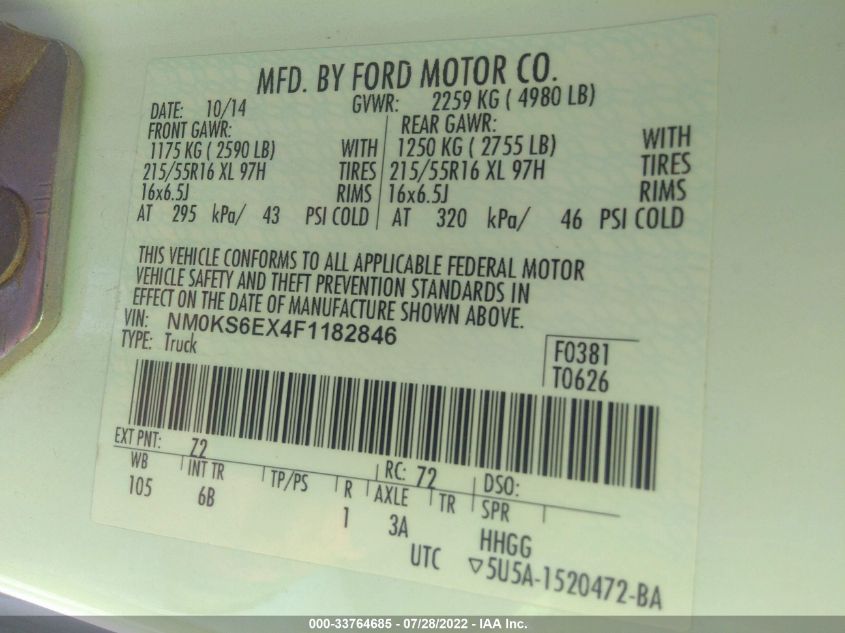 MFD. BY FORD MOTOR CO.
DATE: 10/14 GVWR: 2259 KG ( 4980 LB)
FRONT GAWR: REAR GAWR:
1175 KG ( 2590 LB) WITH 1250 KG ( 2755 LB) WITH
215/55R16 XL 97H TIRES 215/55R16 XL 97H TIRES
16x6.5J RIMS 16x6.5J RIMS
AT 295 kPa/ 43 PSI COLD AT 320 kPa/ 46 PSI COLD
THIS VEHICLE CONFORMS TO ALL APPLICABLE FEDERAL MOTOR
VEHICLE SAFETY AND THEFT PREVENTION STANDARDS IN
EFFECT ON THE DATE OF MANUFACTURE SHOWN ABOVE.
VIN: NM0KS6EX4F1182846
TYPE: Truck
F0381
T0626
EXT PNT: Z2 RC: 72 DSO:
WB INT TR TP/PS R AXLE TR SPR
105 6B 1 3A HHGG
UTC ▽5U5A-1520472-BA
000-33764685 - 07/28/2022 - IAA Inc.